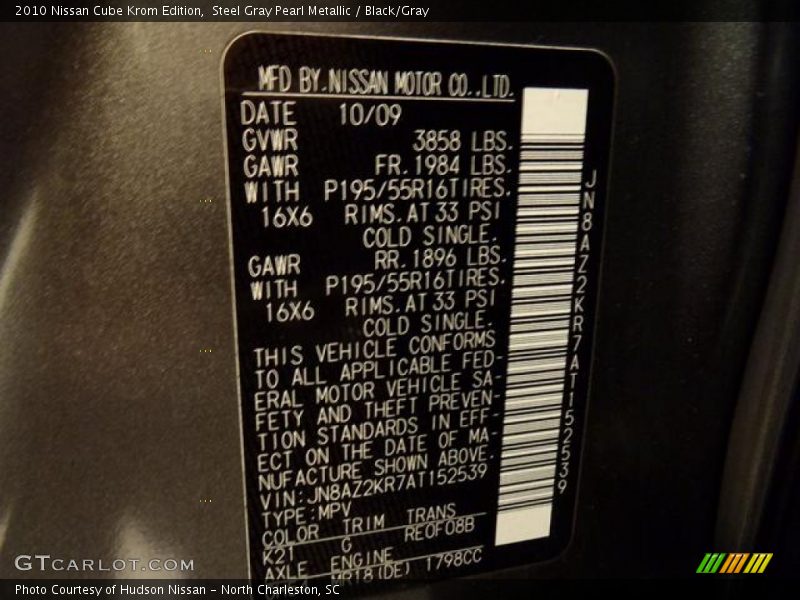 2010 Nissan Cube Krom Edition,  Steel Gray Pearl Metallic / Black/Gray
MFD BY.NISSAN MOTOR CO.,LTD.
DATE 10/09
GVWR 3858 LBS.
GAWR FR.1984 LBS.
WITH P195/55R16TIRES.
16X6 RIMS.AT 33 PSI
COLD SINGLE.
GAWR RR.1896 LBS.
WITH P195/55R16TIRES.
16X6 RIMS.AT 33 PSI
COLD SINGLE.
THIS VEHICLE CONFORMS
TO ALL APPLICABLE FED-
ERAL MOTOR VEHICLE SA-
FETY AND THEFT PREVEN-
TION STANDARDS IN EFF-
ECT ON THE DATE OF MA-
NUFACTURE SHOWN ABOVE.
VIN:JN8AZ2KR7AT152539
TYPE:MPV
COLOR TRIM TRANS
K21 G RE0F08B
AXLE ENGINE
MR18(DE) 1798CC
JN8AZ2KR7AT152539
GTCARLOT.COM
Photo Courtesy of Hudson Nissan - North Charleston, SC